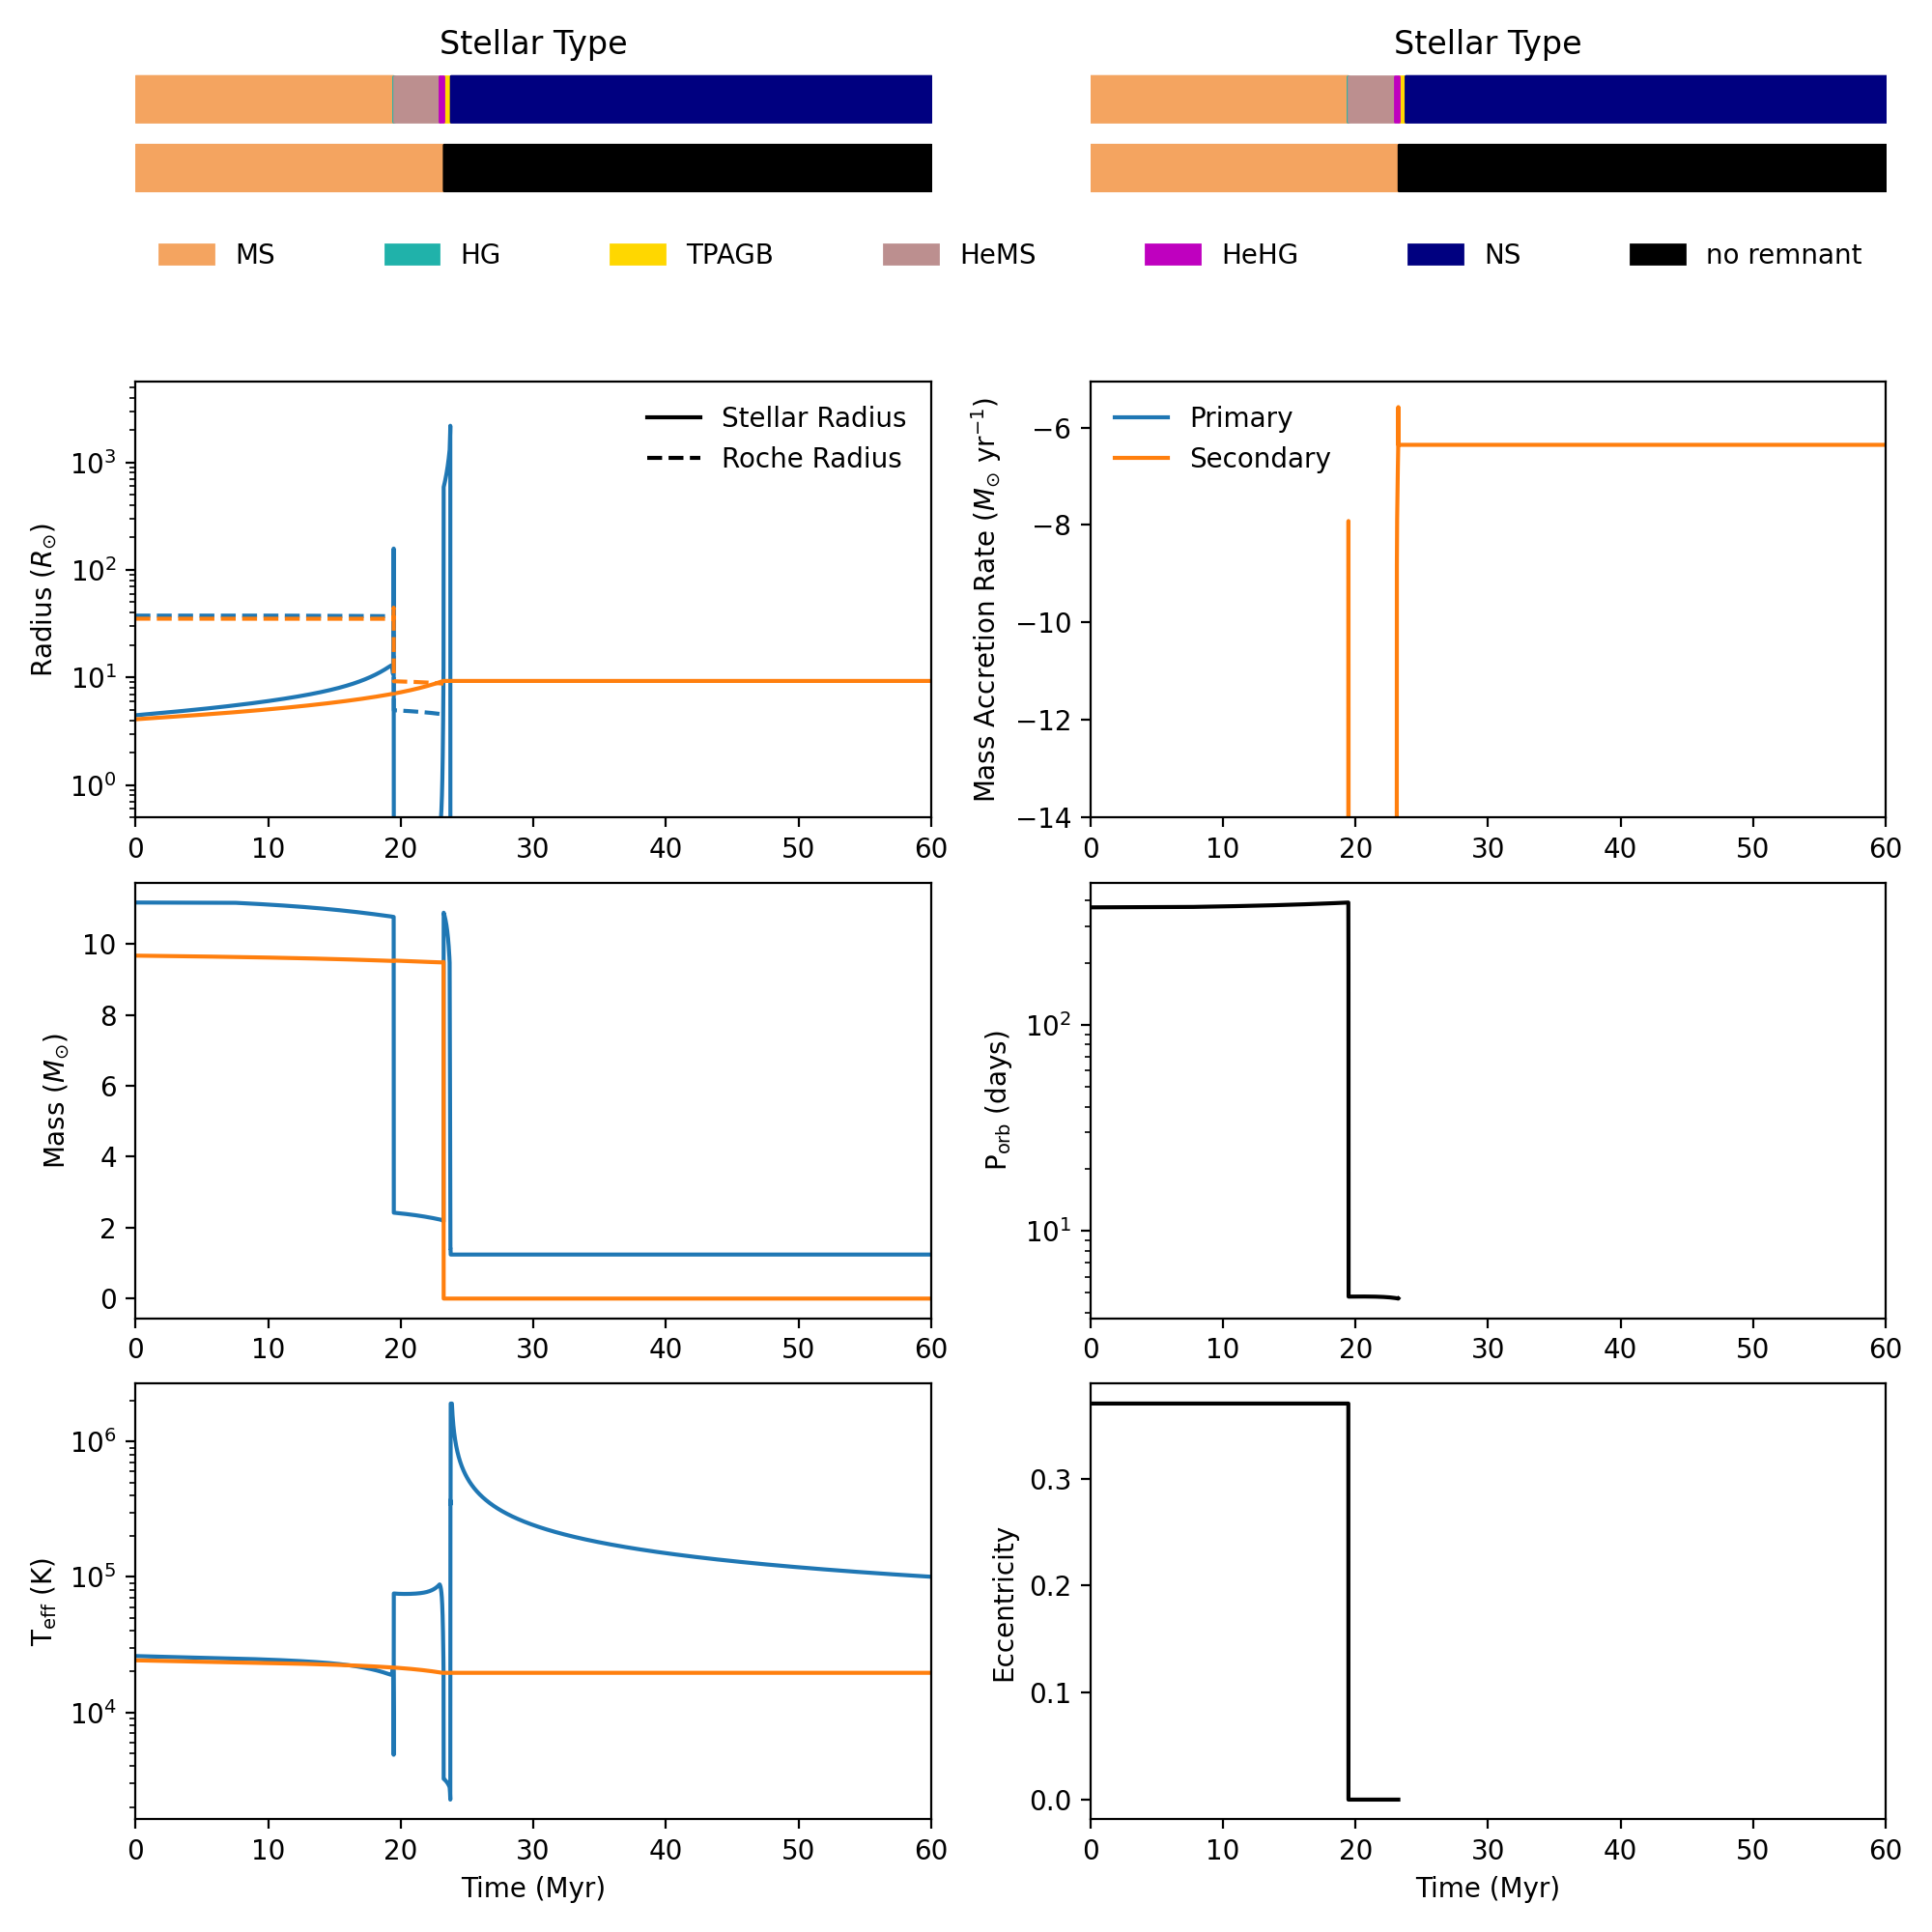 Stellar Type
Stellar Type
MS HG TPAGB HeMS HeHG NS no remnant
Radius (R☉)
10³
10²
10¹
10⁰
Stellar Radius
Roche Radius
0 10 20 30 40 50 60
Mass Accretion Rate (M☉ yr⁻¹)
−6
−8
−10
−12
−14
Primary
Secondary
0 10 20 30 40 50 60
Mass (M☉)
10
8
6
4
2
0
0 10 20 30 40 50 60
P_orb (days)
10²
10¹
0 10 20 30 40 50 60
T_eff (K)
10⁶
10⁵
10⁴
0 10 20 30 40 50 60
Time (Myr)
Eccentricity
0.3
0.2
0.1
0.0
0 10 20 30 40 50 60
Time (Myr)